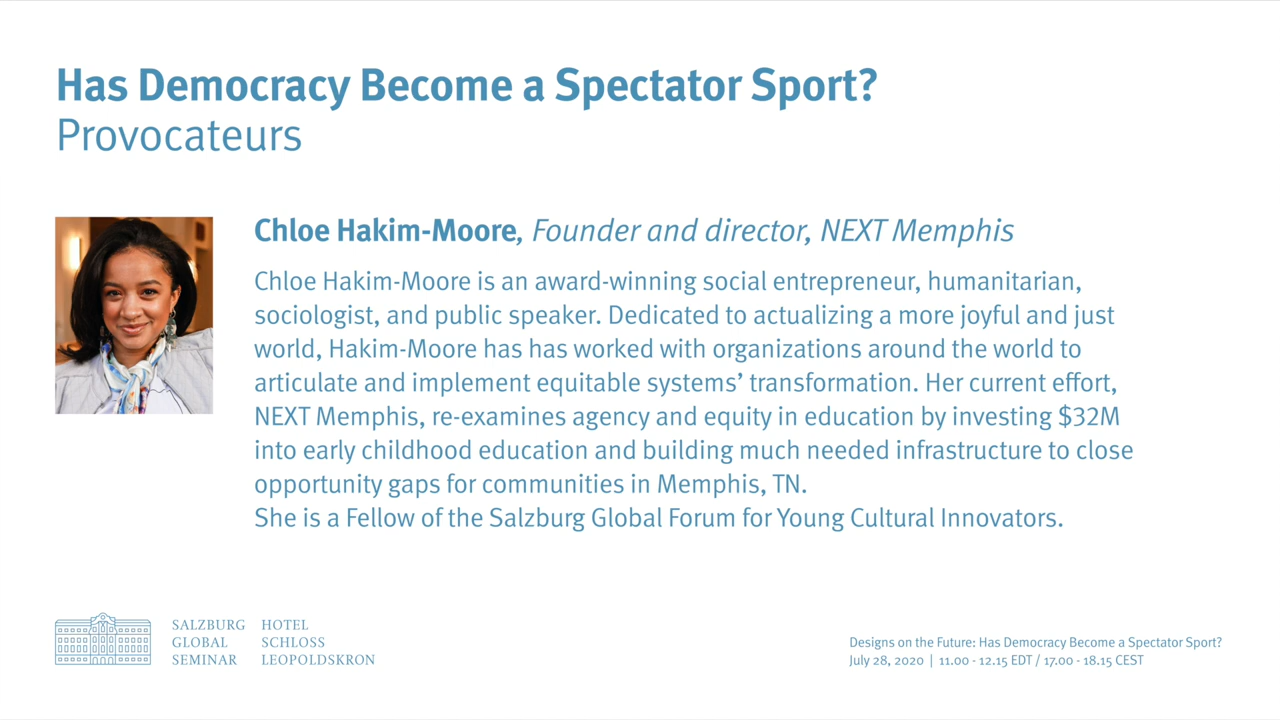 Has Democracy Become a Spectator Sport?
Provocateurs
Chloe Hakim-Moore, Founder and director, NEXT Memphis
Chloe Hakim-Moore is an award-winning social entrepreneur, humanitarian,
sociologist, and public speaker. Dedicated to actualizing a more joyful and just
world, Hakim-Moore has has worked with organizations around the world to
articulate and implement equitable systems’ transformation. Her current effort,
NEXT Memphis, re-examines agency and equity in education by investing $32M
into early childhood education and building much needed infrastructure to close
opportunity gaps for communities in Memphis, TN.
She is a Fellow of the Salzburg Global Forum for Young Cultural Innovators.
SALZBURG
GLOBAL
SEMINAR
HOTEL
SCHLOSS
LEOPOLDSKRON
Designs on the Future: Has Democracy Become a Spectator Sport?
July 28, 2020 | 11.00 - 12.15 EDT / 17.00 - 18.15 CEST